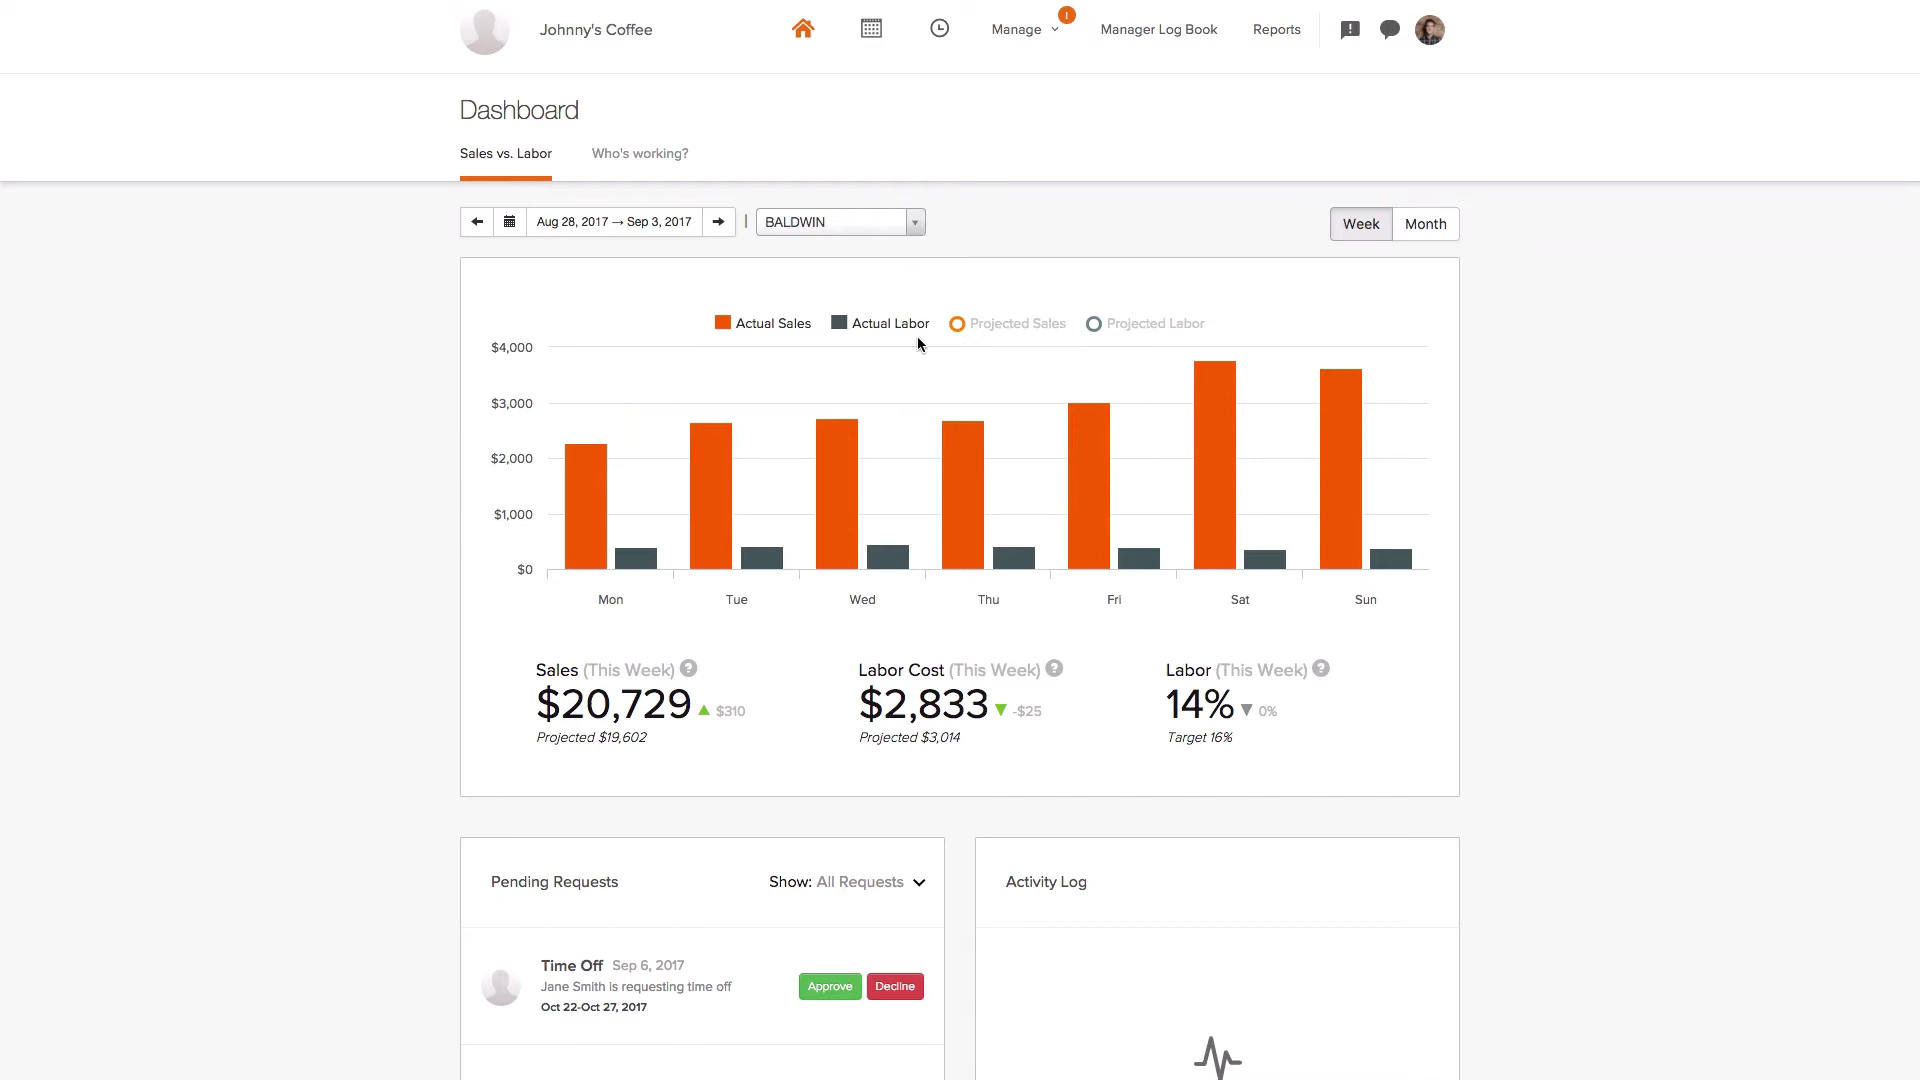 Johnny's Coffee
Manage
Manager Log Book
Reports
Dashboard
Sales vs. Labor
Who's working?
Aug 28, 2017 → Sep 3, 2017
|
BALDWIN
Week
Month
Actual Sales
Actual Labor
Projected Sales
Projected Labor
$4,000
$3,000
$2,000
$1,000
$0
Mon
Tue
Wed
Thu
Fri
Sat
Sun
Sales (This Week) ?
$20,729 $310
Projected $19,602
Labor Cost (This Week) ?
$2,833 -$25
Projected $3,014
Labor (This Week) ?
14% 0%
Target 16%
Pending Requests
Show: All Requests
Time Off Sep 6, 2017
Jane Smith is requesting time off
Oct 22-Oct 27, 2017
Approve
Decline
Activity Log